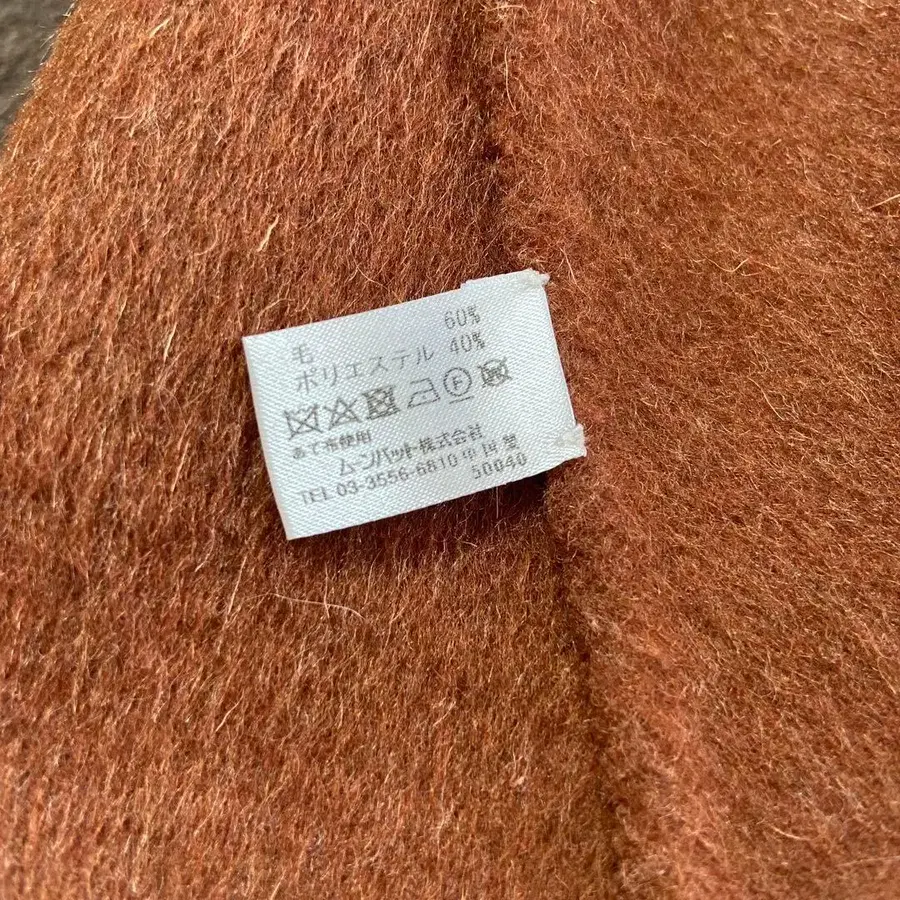 毛 60%
ポリエステル 40%
あて布使用
ムーンバット株式会社
TEL 03-3556-6810 中国製
50040